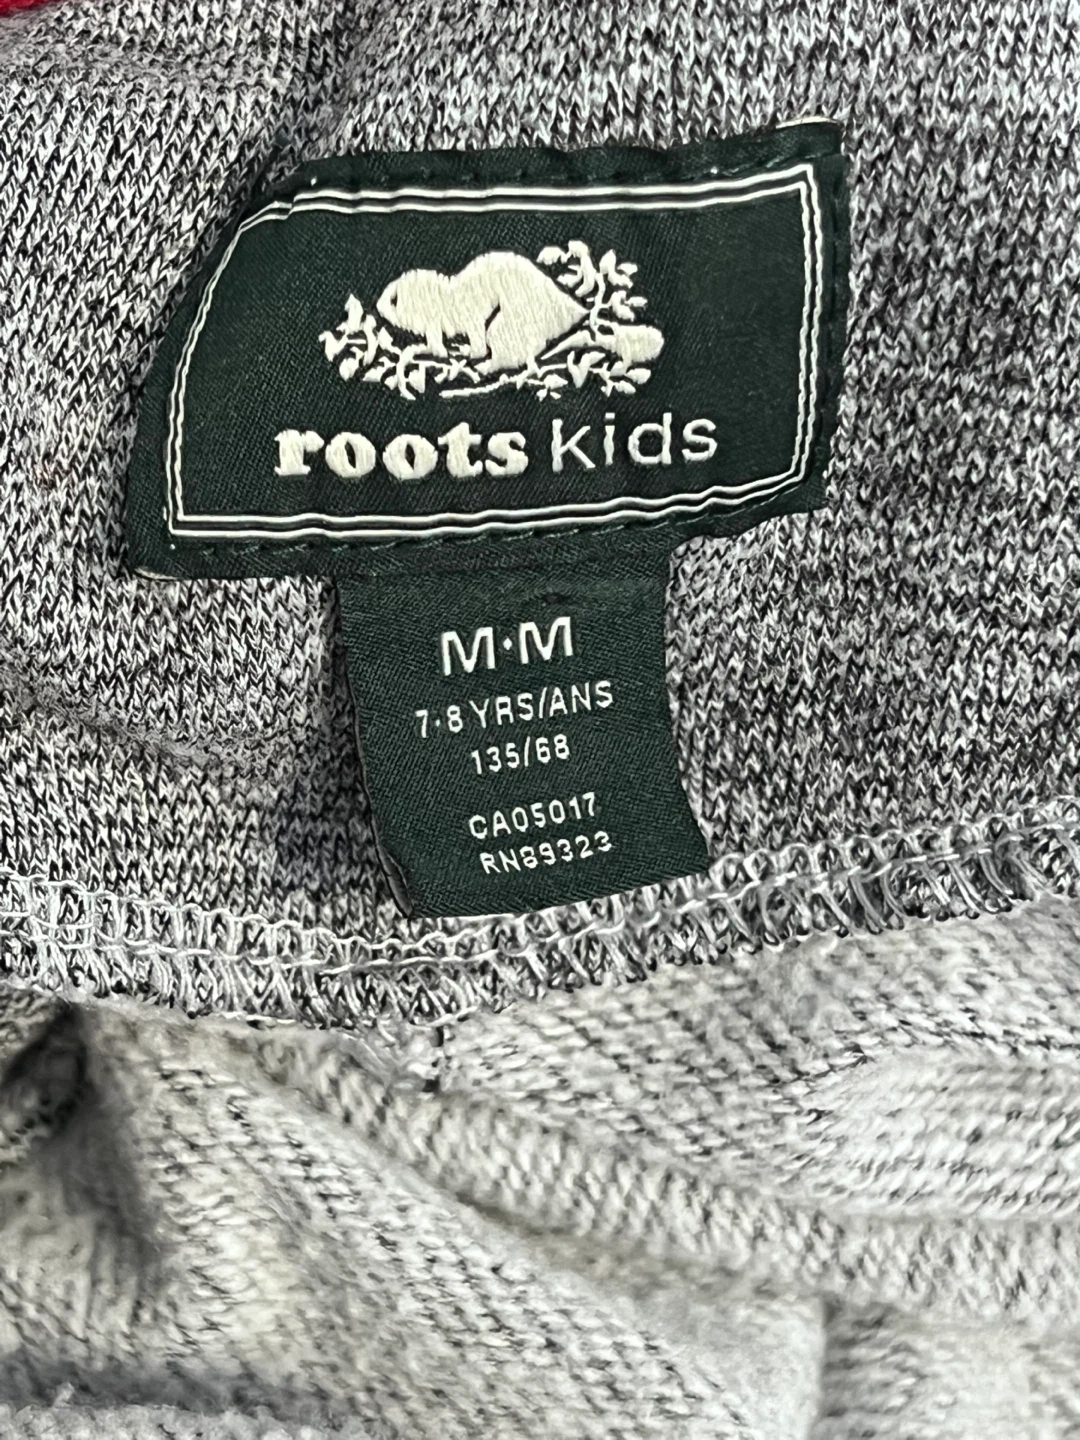 roots kids
M·M
7-8 YRS/ANS
135/68
CA05017
RN89323